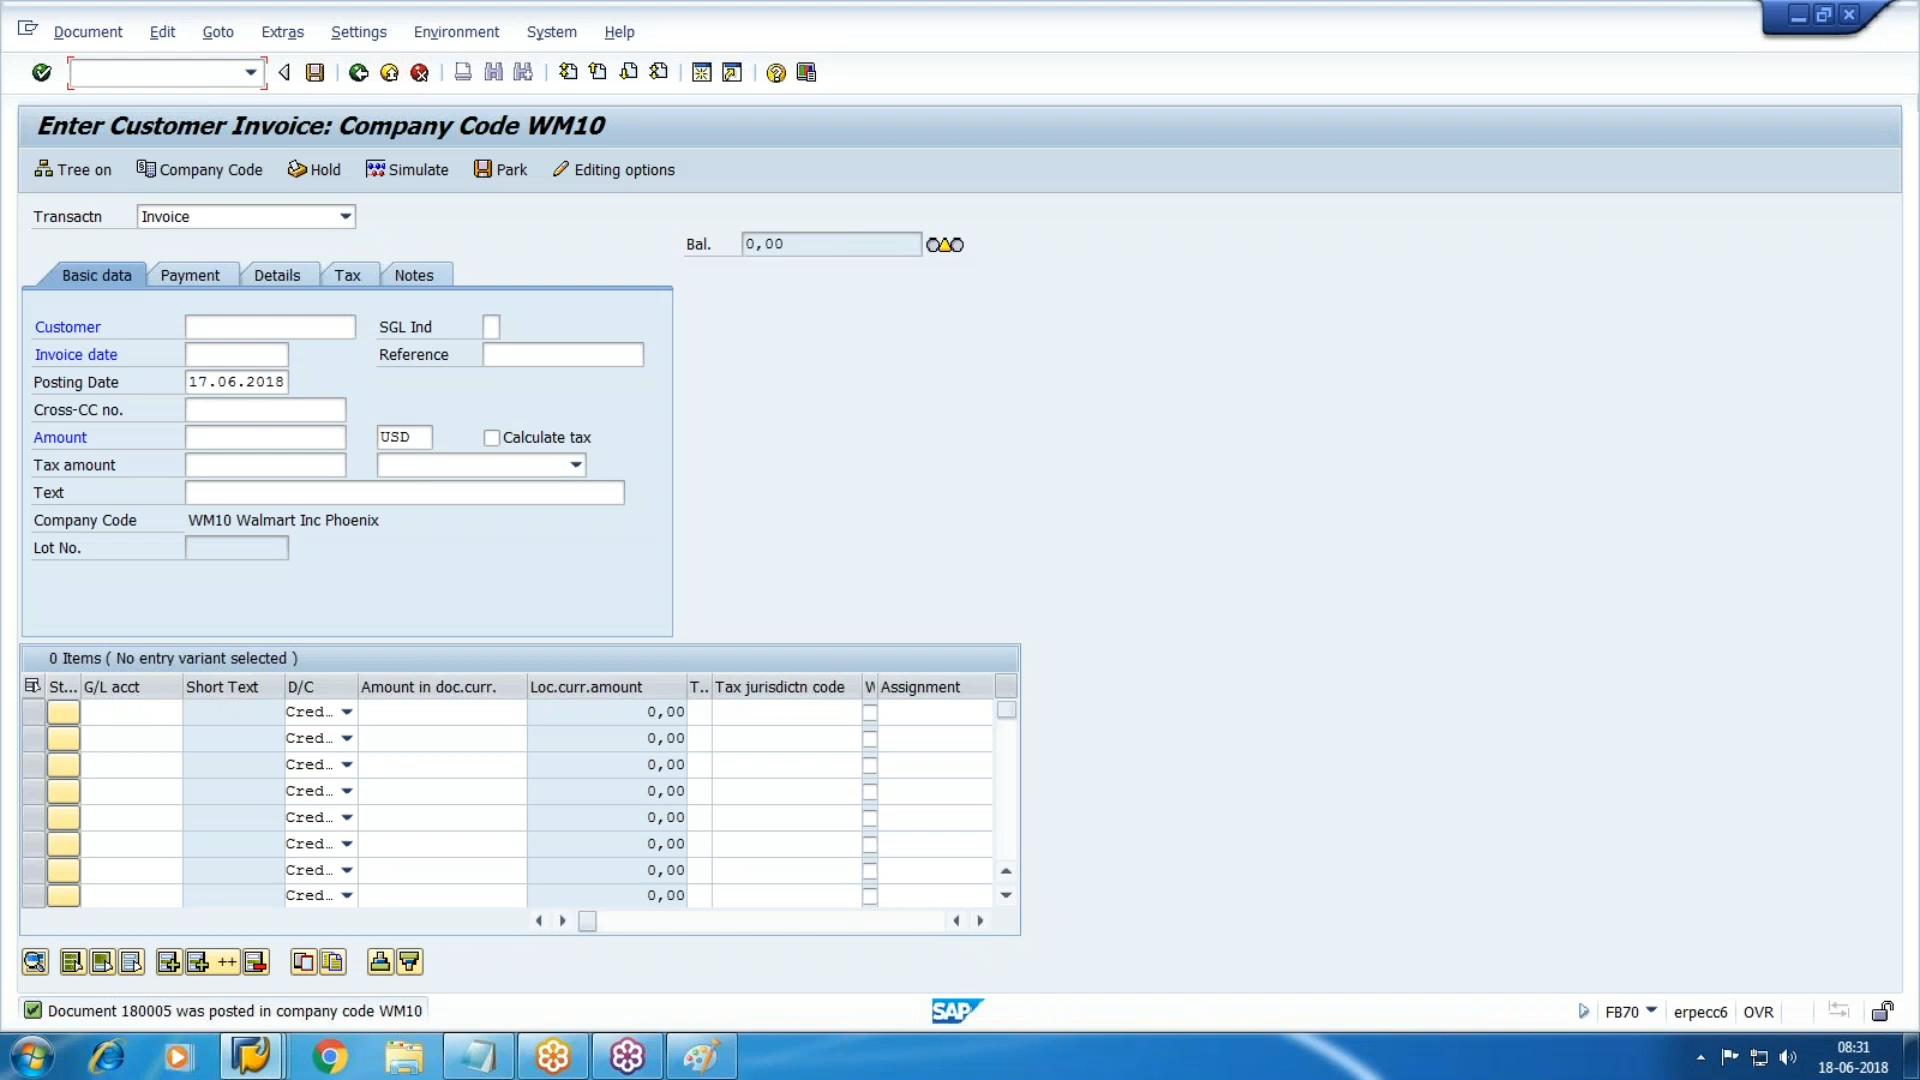 Document Edit Goto Extras Settings Environment System Help
Enter Customer Invoice: Company Code WM10
Tree on Company Code Hold Simulate Park Editing options
Transactn Invoice
Bal. 0,00
Basic data Payment Details Tax Notes
Customer SGL Ind
Invoice date Reference
Posting Date 17.06.2018
Cross-CC no.
Amount USD Calculate tax
Tax amount
Text
Company Code WM10 Walmart Inc Phoenix
Lot No.
0 Items ( No entry variant selected )
St... G/L acct Short Text D/C Amount in doc.curr. Loc.curr.amount T.. Tax jurisdictn code W Assignment
Cred... 0,00
Cred... 0,00
Cred... 0,00
Cred... 0,00
Cred... 0,00
Cred... 0,00
Cred... 0,00
Cred... 0,00
++
Document 180005 was posted in company code WM10 SAP FB70 erpecc6 OVR
08:31
18-06-2018